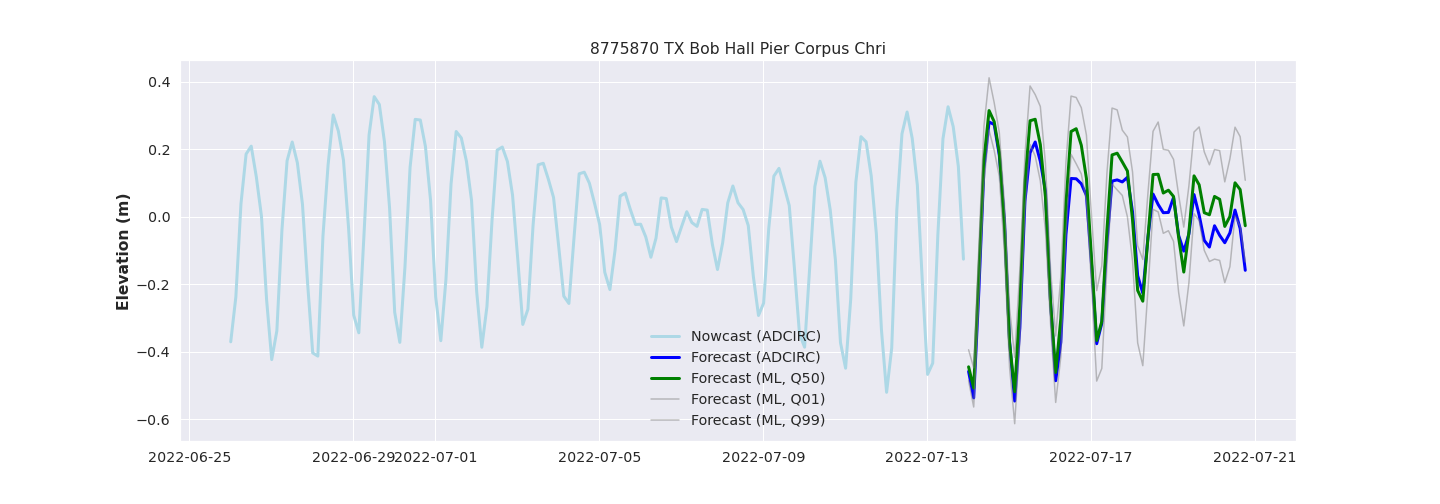 8775870 TX Bob Hall Pier Corpus Chri
Elevation (m)
0.4
0.2
0.0
−0.2
−0.4
−0.6
Nowcast (ADCIRC)
Forecast (ADCIRC)
Forecast (ML, Q50)
Forecast (ML, Q01)
Forecast (ML, Q99)
2022-06-25 2022-06-29 2022-07-01 2022-07-05 2022-07-09 2022-07-13 2022-07-17 2022-07-21